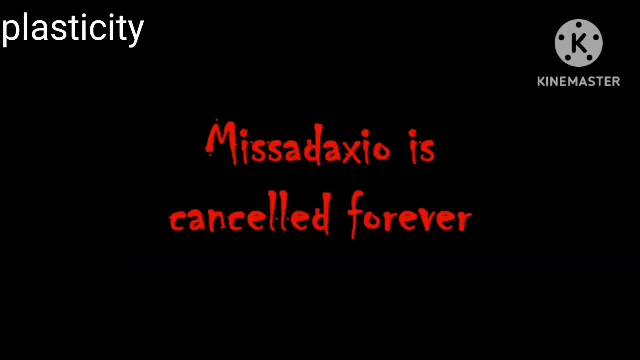 plasticity
K
KINEMASTER
Missadaxio is
cancelled forever